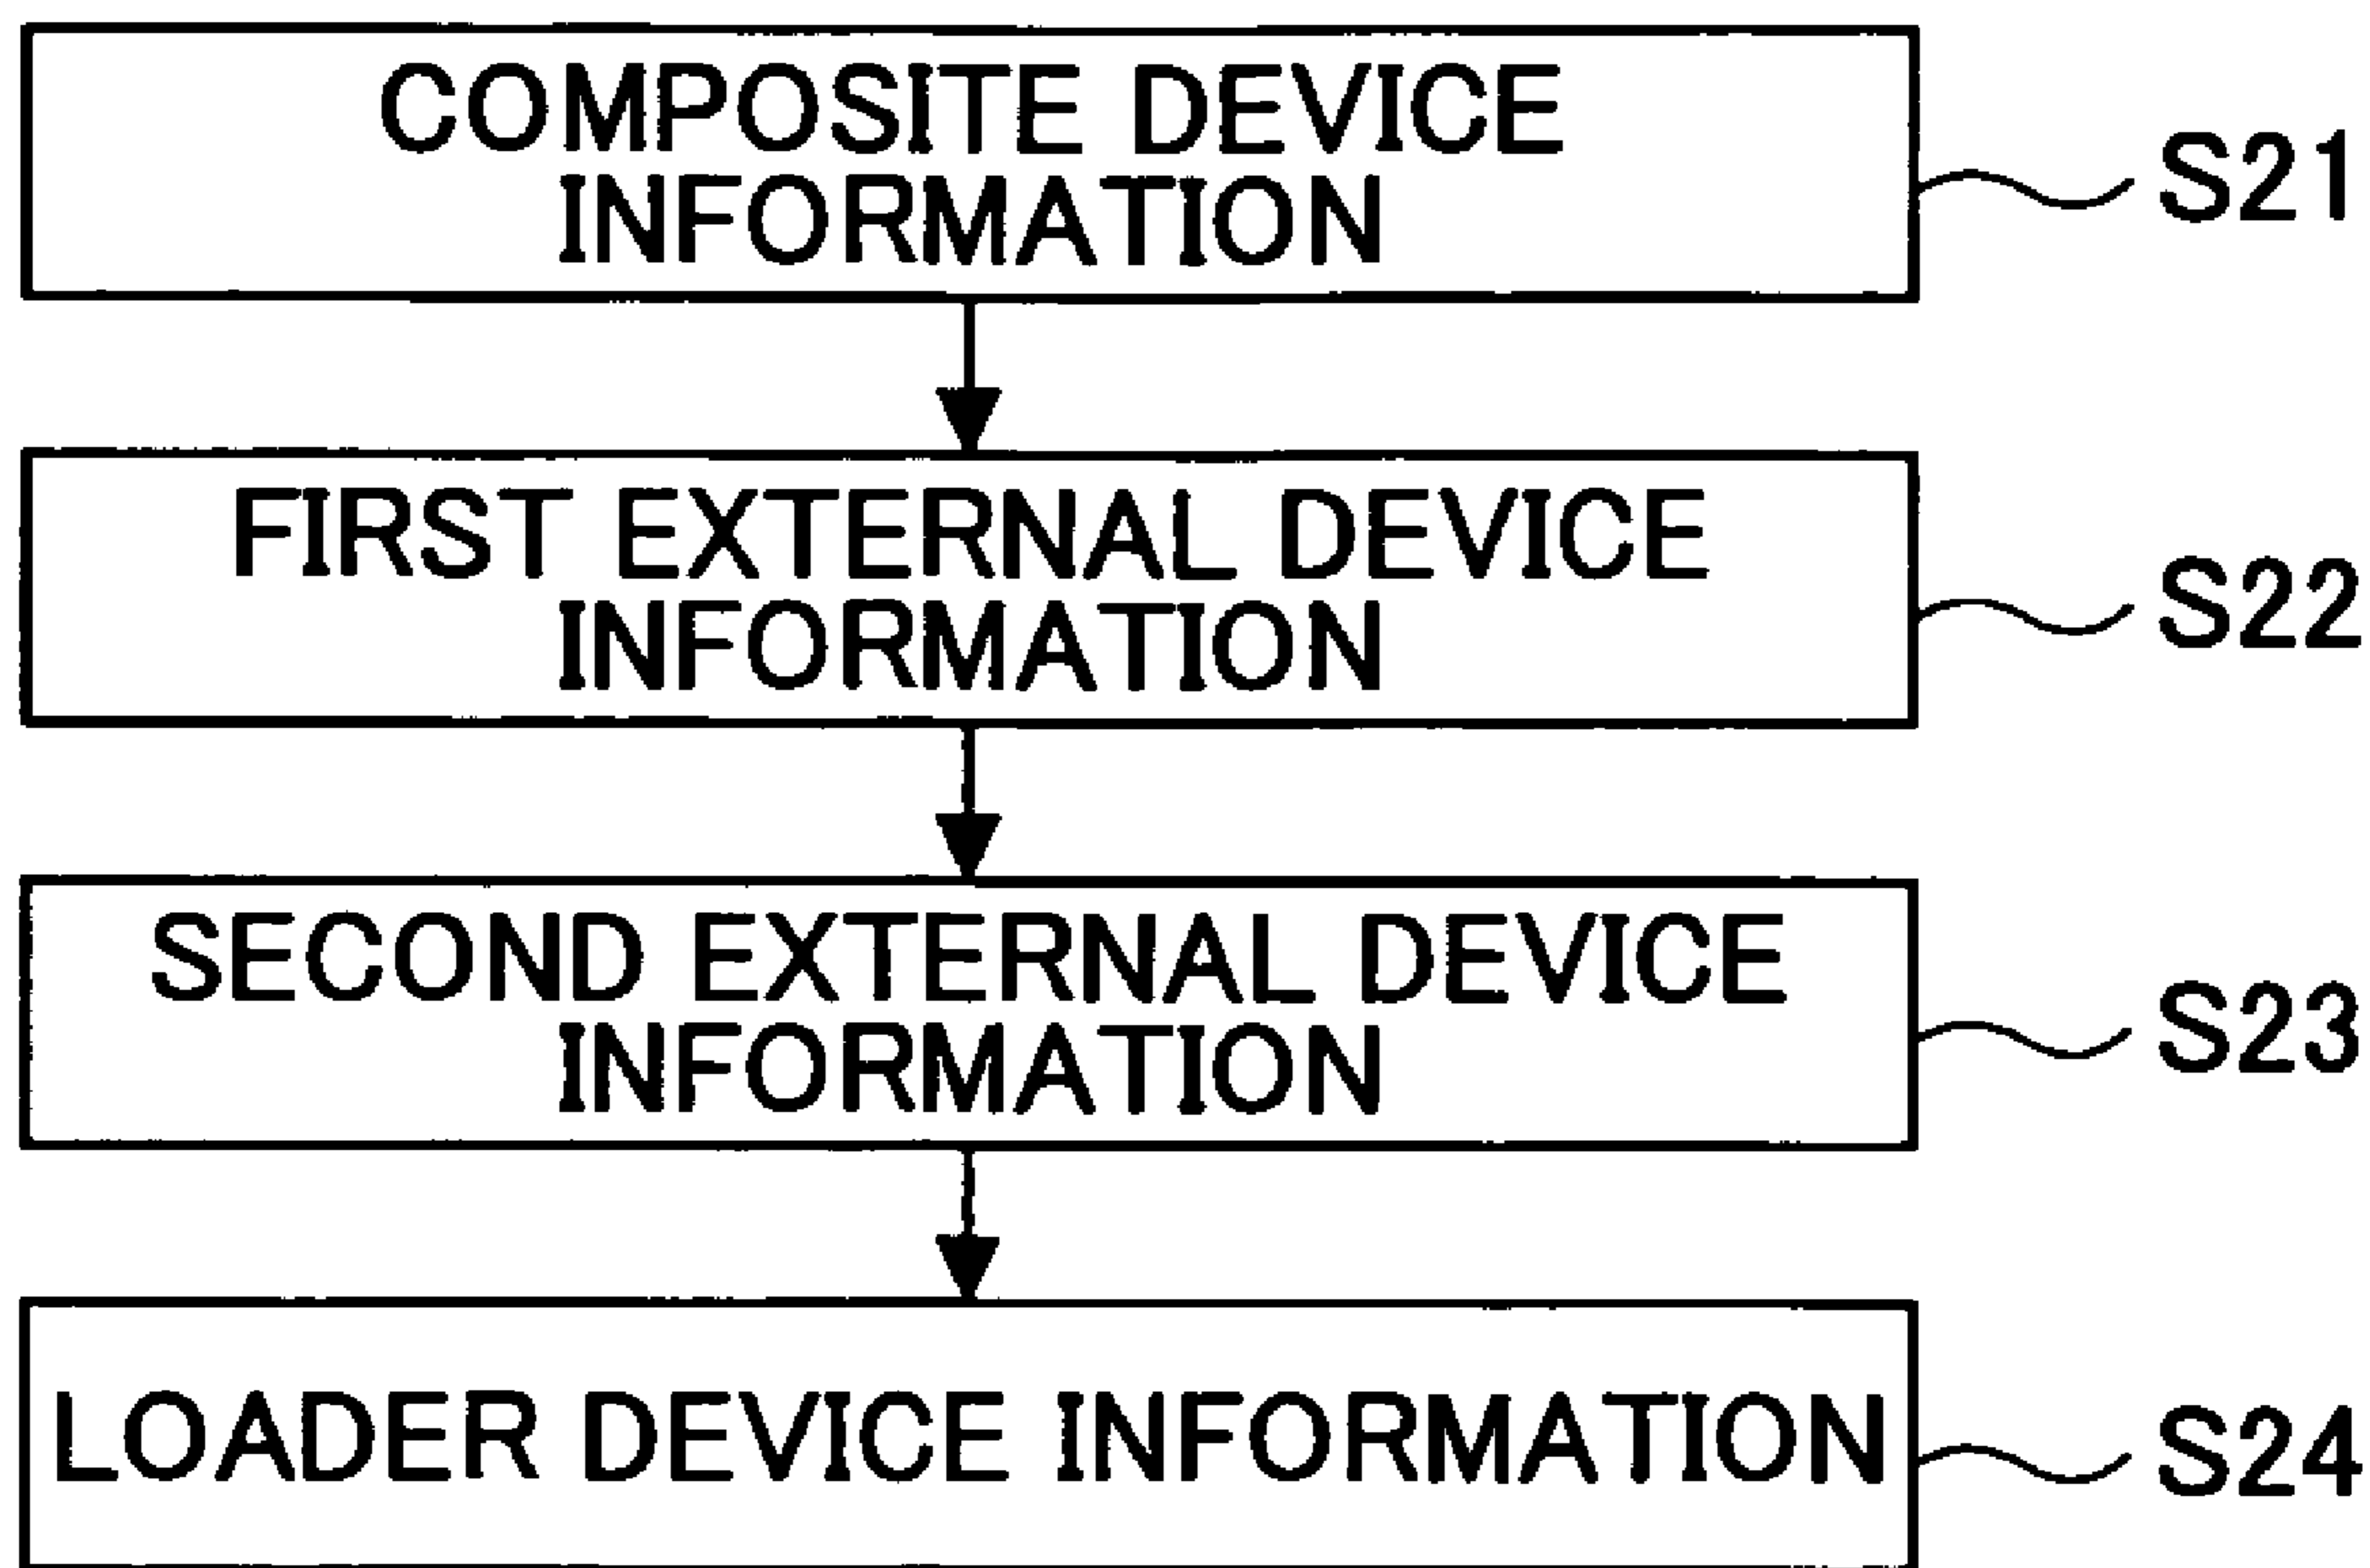 COMPOSITE DEVICE
INFORMATION
S21
FIRST EXTERNAL DEVICE
INFORMATION
S22
SECOND EXTERNAL DEVICE
INFORMATION
S23
LOADER DEVICE INFORMATION
S24